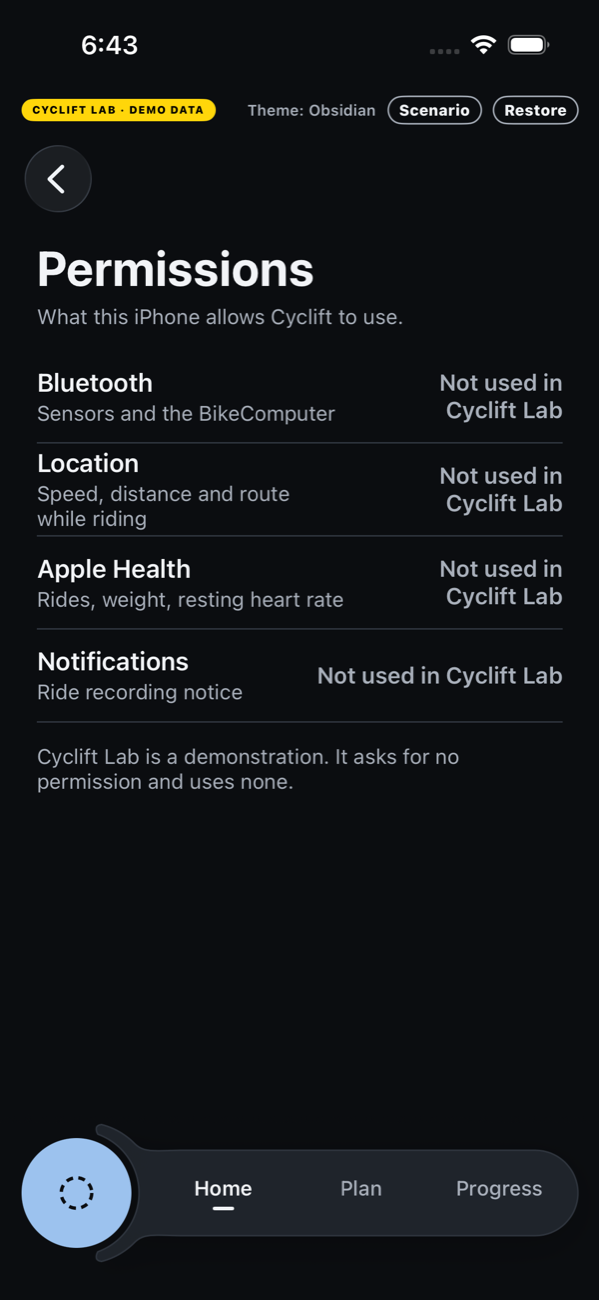 6:43
CYCLIFT LAB · DEMO DATA
Theme: Obsidian
Scenario
Restore
Permissions
What this iPhone allows Cyclift to use.
Bluetooth
Sensors and the BikeComputer
Not used in
Cyclift Lab
Location
Speed, distance and route
while riding
Not used in
Cyclift Lab
Apple Health
Rides, weight, resting heart rate
Not used in
Cyclift Lab
Notifications
Ride recording notice
Not used in Cyclift Lab
Cyclift Lab is a demonstration. It asks for no
permission and uses none.
Home
Plan
Progress